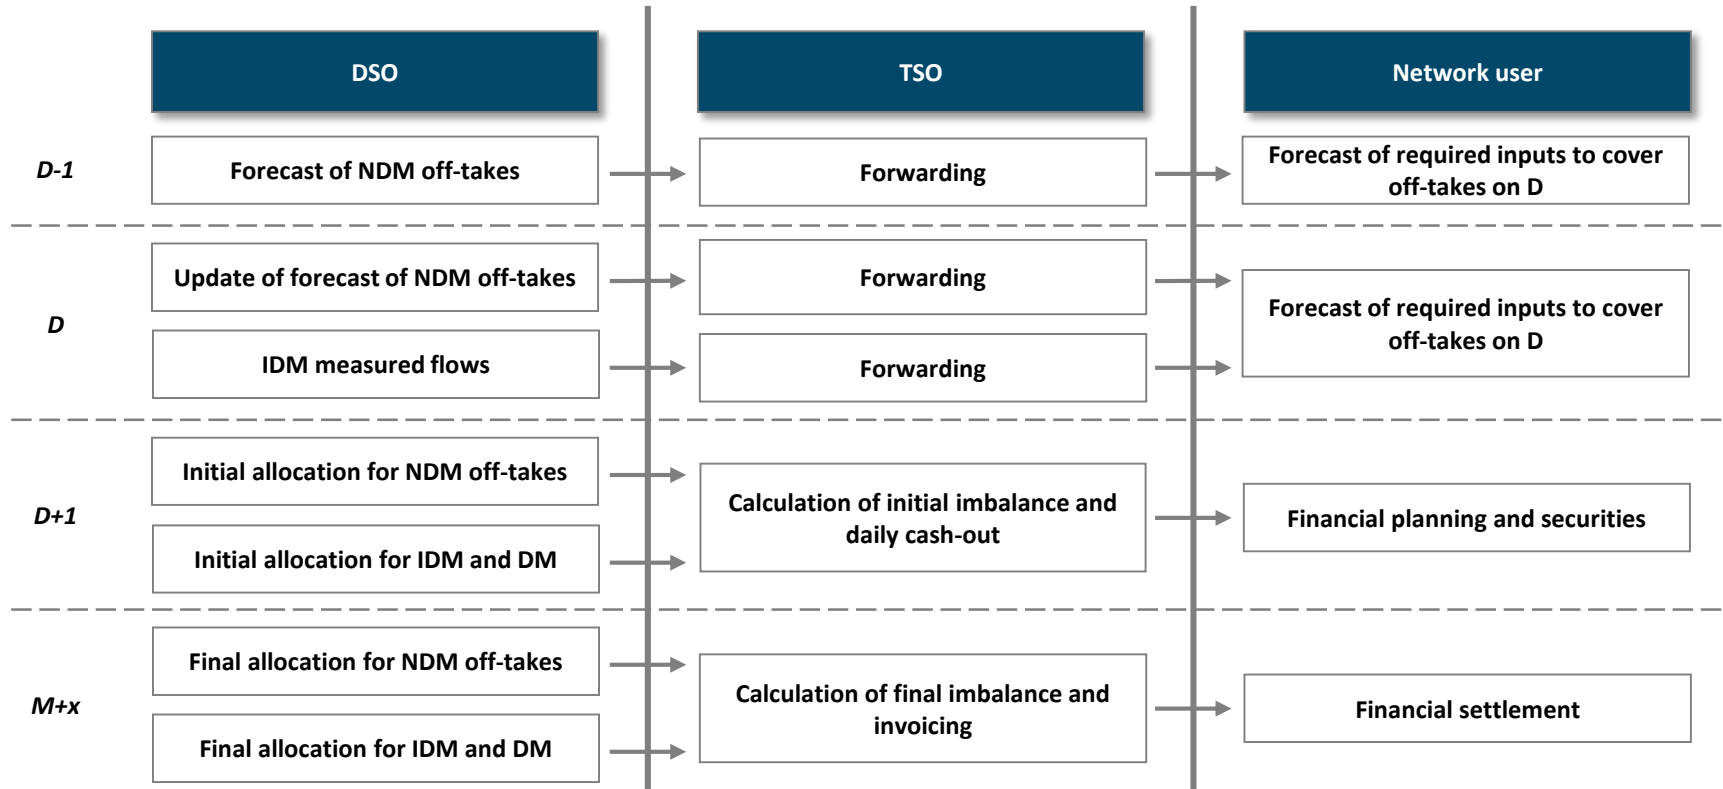 DSO
TSO
Network user
D-1
Forecast of NDM off-takes
Forwarding
Forecast of required inputs to cover
off-takes on D
D
Update of forecast of NDM off-takes
Forwarding
Forecast of required inputs to cover
off-takes on D
IDM measured flows
Forwarding
D+1
Initial allocation for NDM off-takes
Calculation of initial imbalance and
daily cash-out
Financial planning and securities
Initial allocation for IDM and DM
M+x
Final allocation for NDM off-takes
Calculation of final imbalance and
invoicing
Financial settlement
Final allocation for IDM and DM